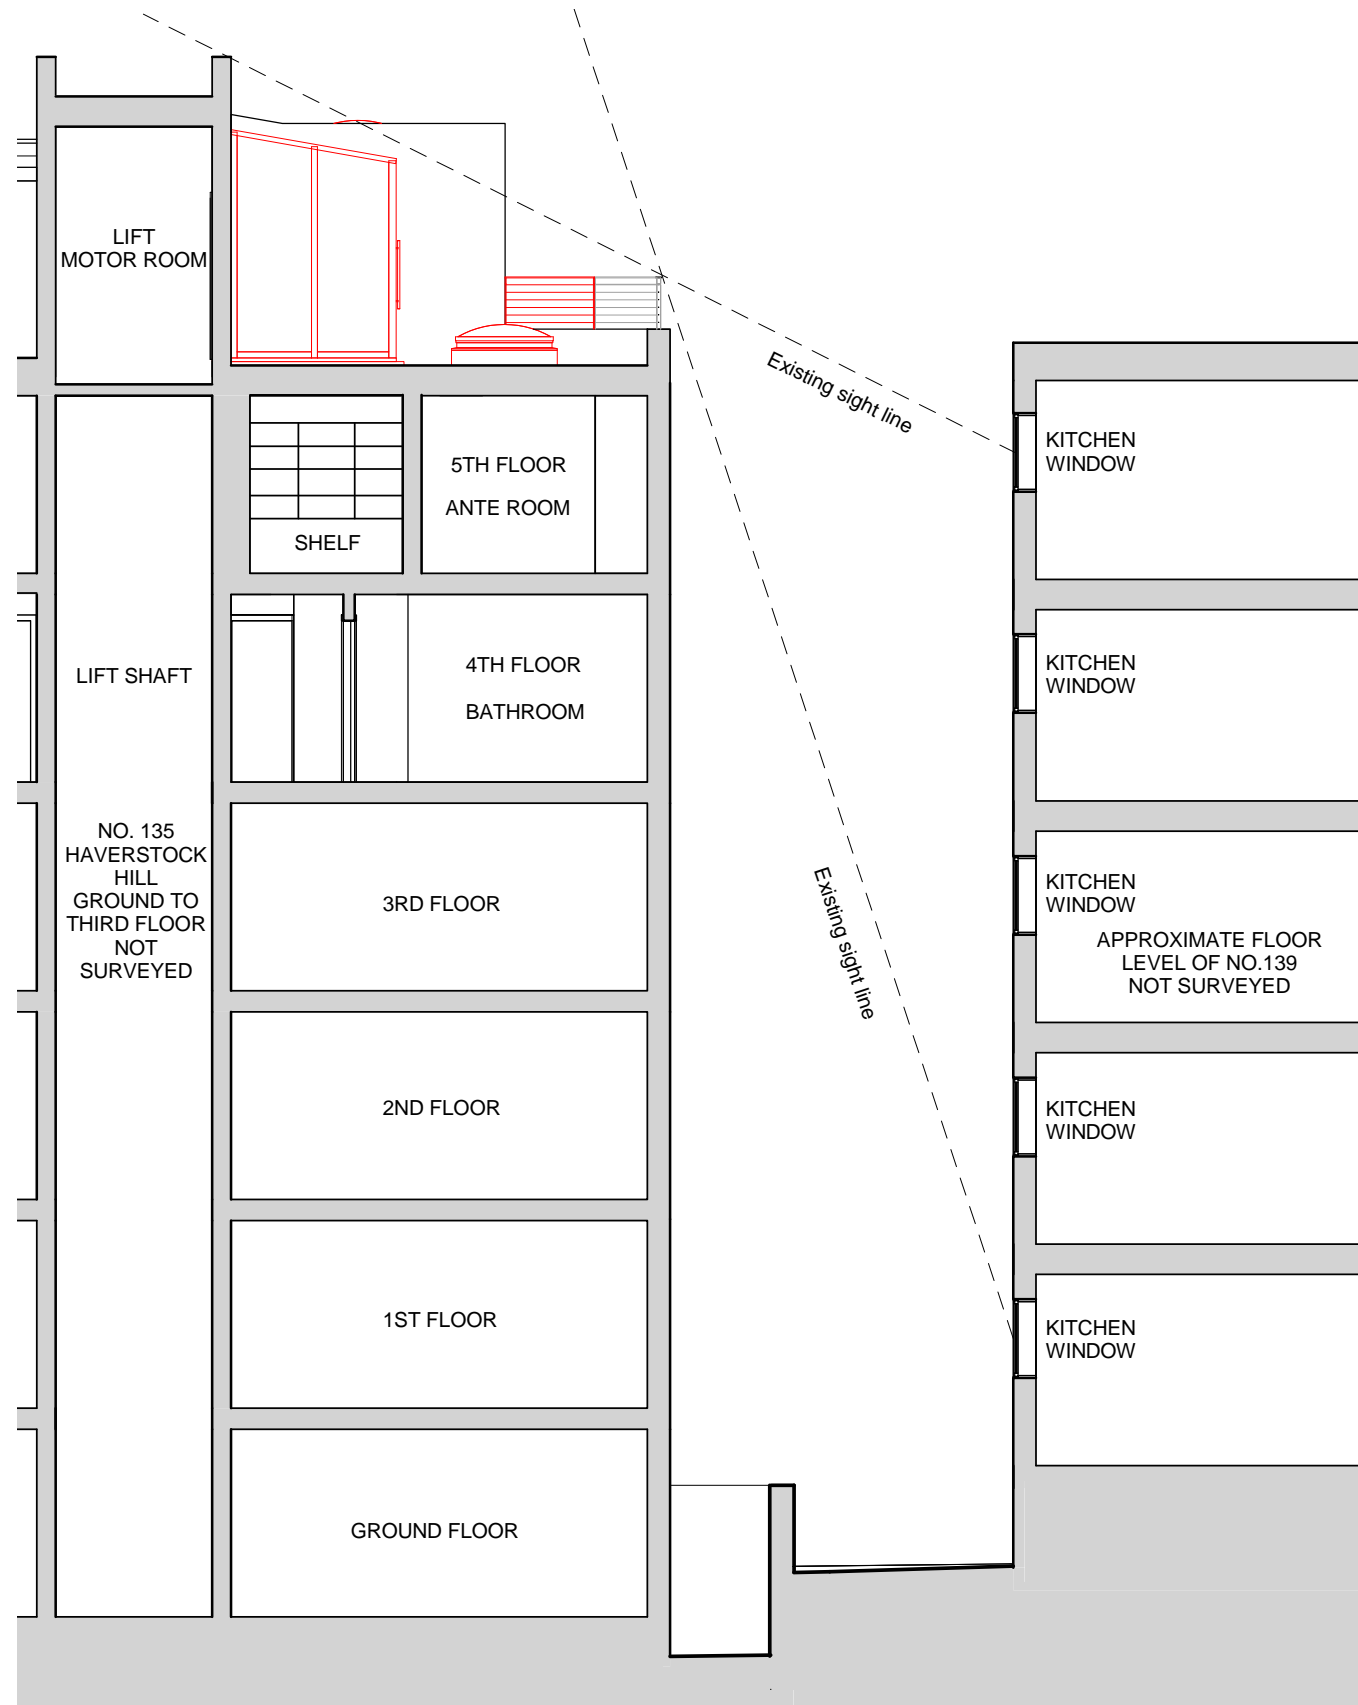 LIFT
MOTOR ROOM
Existing sight line
KITCHEN
WINDOW
5TH FLOOR
ANTE ROOM
SHELF
LIFT SHAFT
4TH FLOOR
BATHROOM
KITCHEN
WINDOW
NO. 135
HAVERSTOCK
HILL
GROUND TO
THIRD FLOOR
NOT
SURVEYED
3RD FLOOR
Existing sight line
KITCHEN
WINDOW
APPROXIMATE FLOOR
LEVEL OF NO.139
NOT SURVEYED
2ND FLOOR
KITCHEN
WINDOW
1ST FLOOR
KITCHEN
WINDOW
GROUND FLOOR